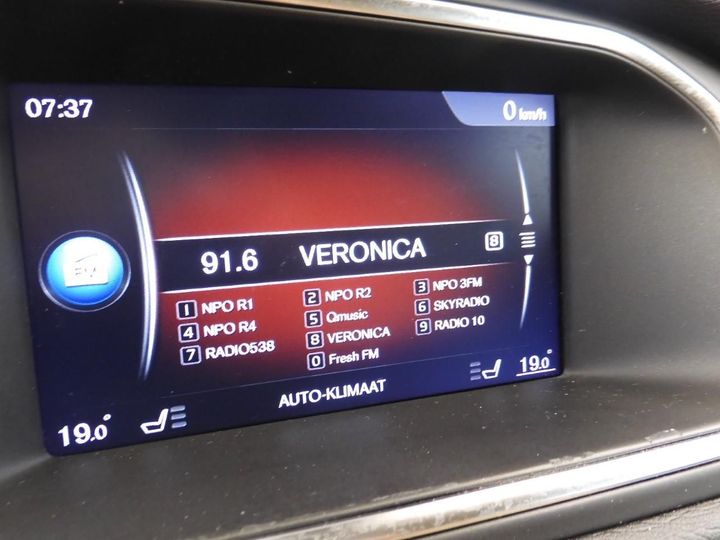 07:37
0 km/h
91.6 VERONICA 8
FM
1 NPO R1
2 NPO R2
3 NPO 3FM
4 NPO R4
5 Qmusic
6 SKYRADIO
7 RADIO538
8 VERONICA
9 RADIO 10
0 Fresh FM
19.0°
AUTO-KLIMAAT
19.0°